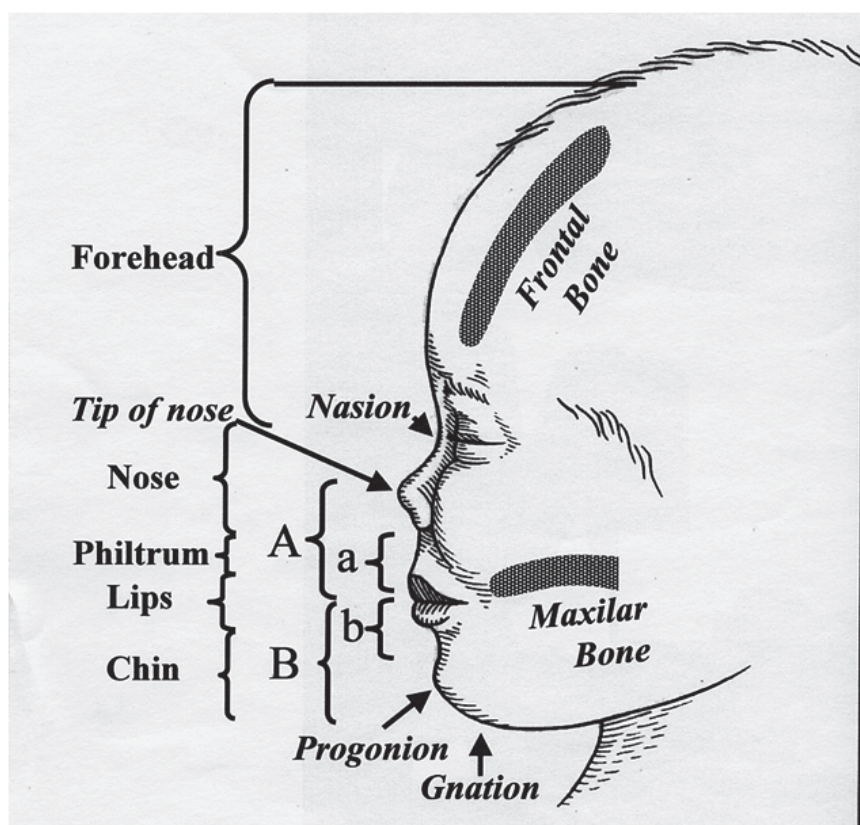 Forehead
Frontal
Bone
Tip of nose
Nasion
Nose
A
Philtrum
a
Lips
Maxilar
Bone
b
Chin
B
Progonion
Gnation